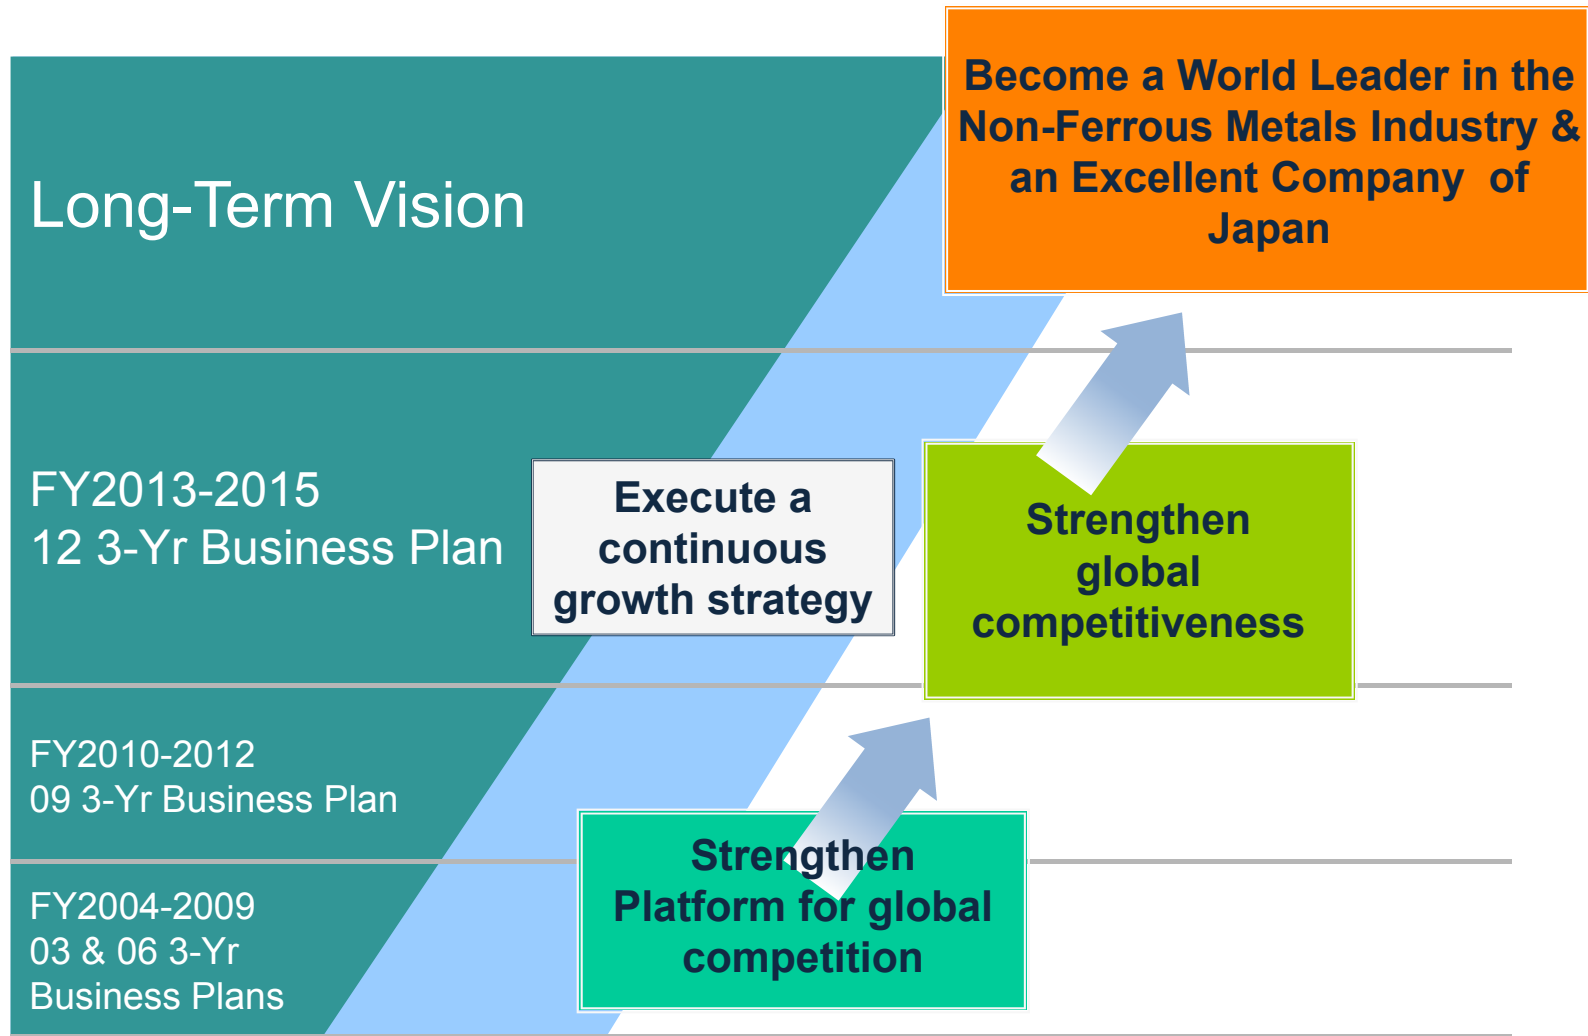 Become a World Leader in the
Non-Ferrous Metals Industry &
an Excellent Company of
Japan
Long-Term Vision
FY2013-2015
12 3-Yr Business Plan
Execute a
continuous
growth strategy
Strengthen
global
competitiveness
FY2010-2012
09 3-Yr Business Plan
Strengthen
Platform for global
competition
FY2004-2009
03 & 06 3-Yr
Business Plans